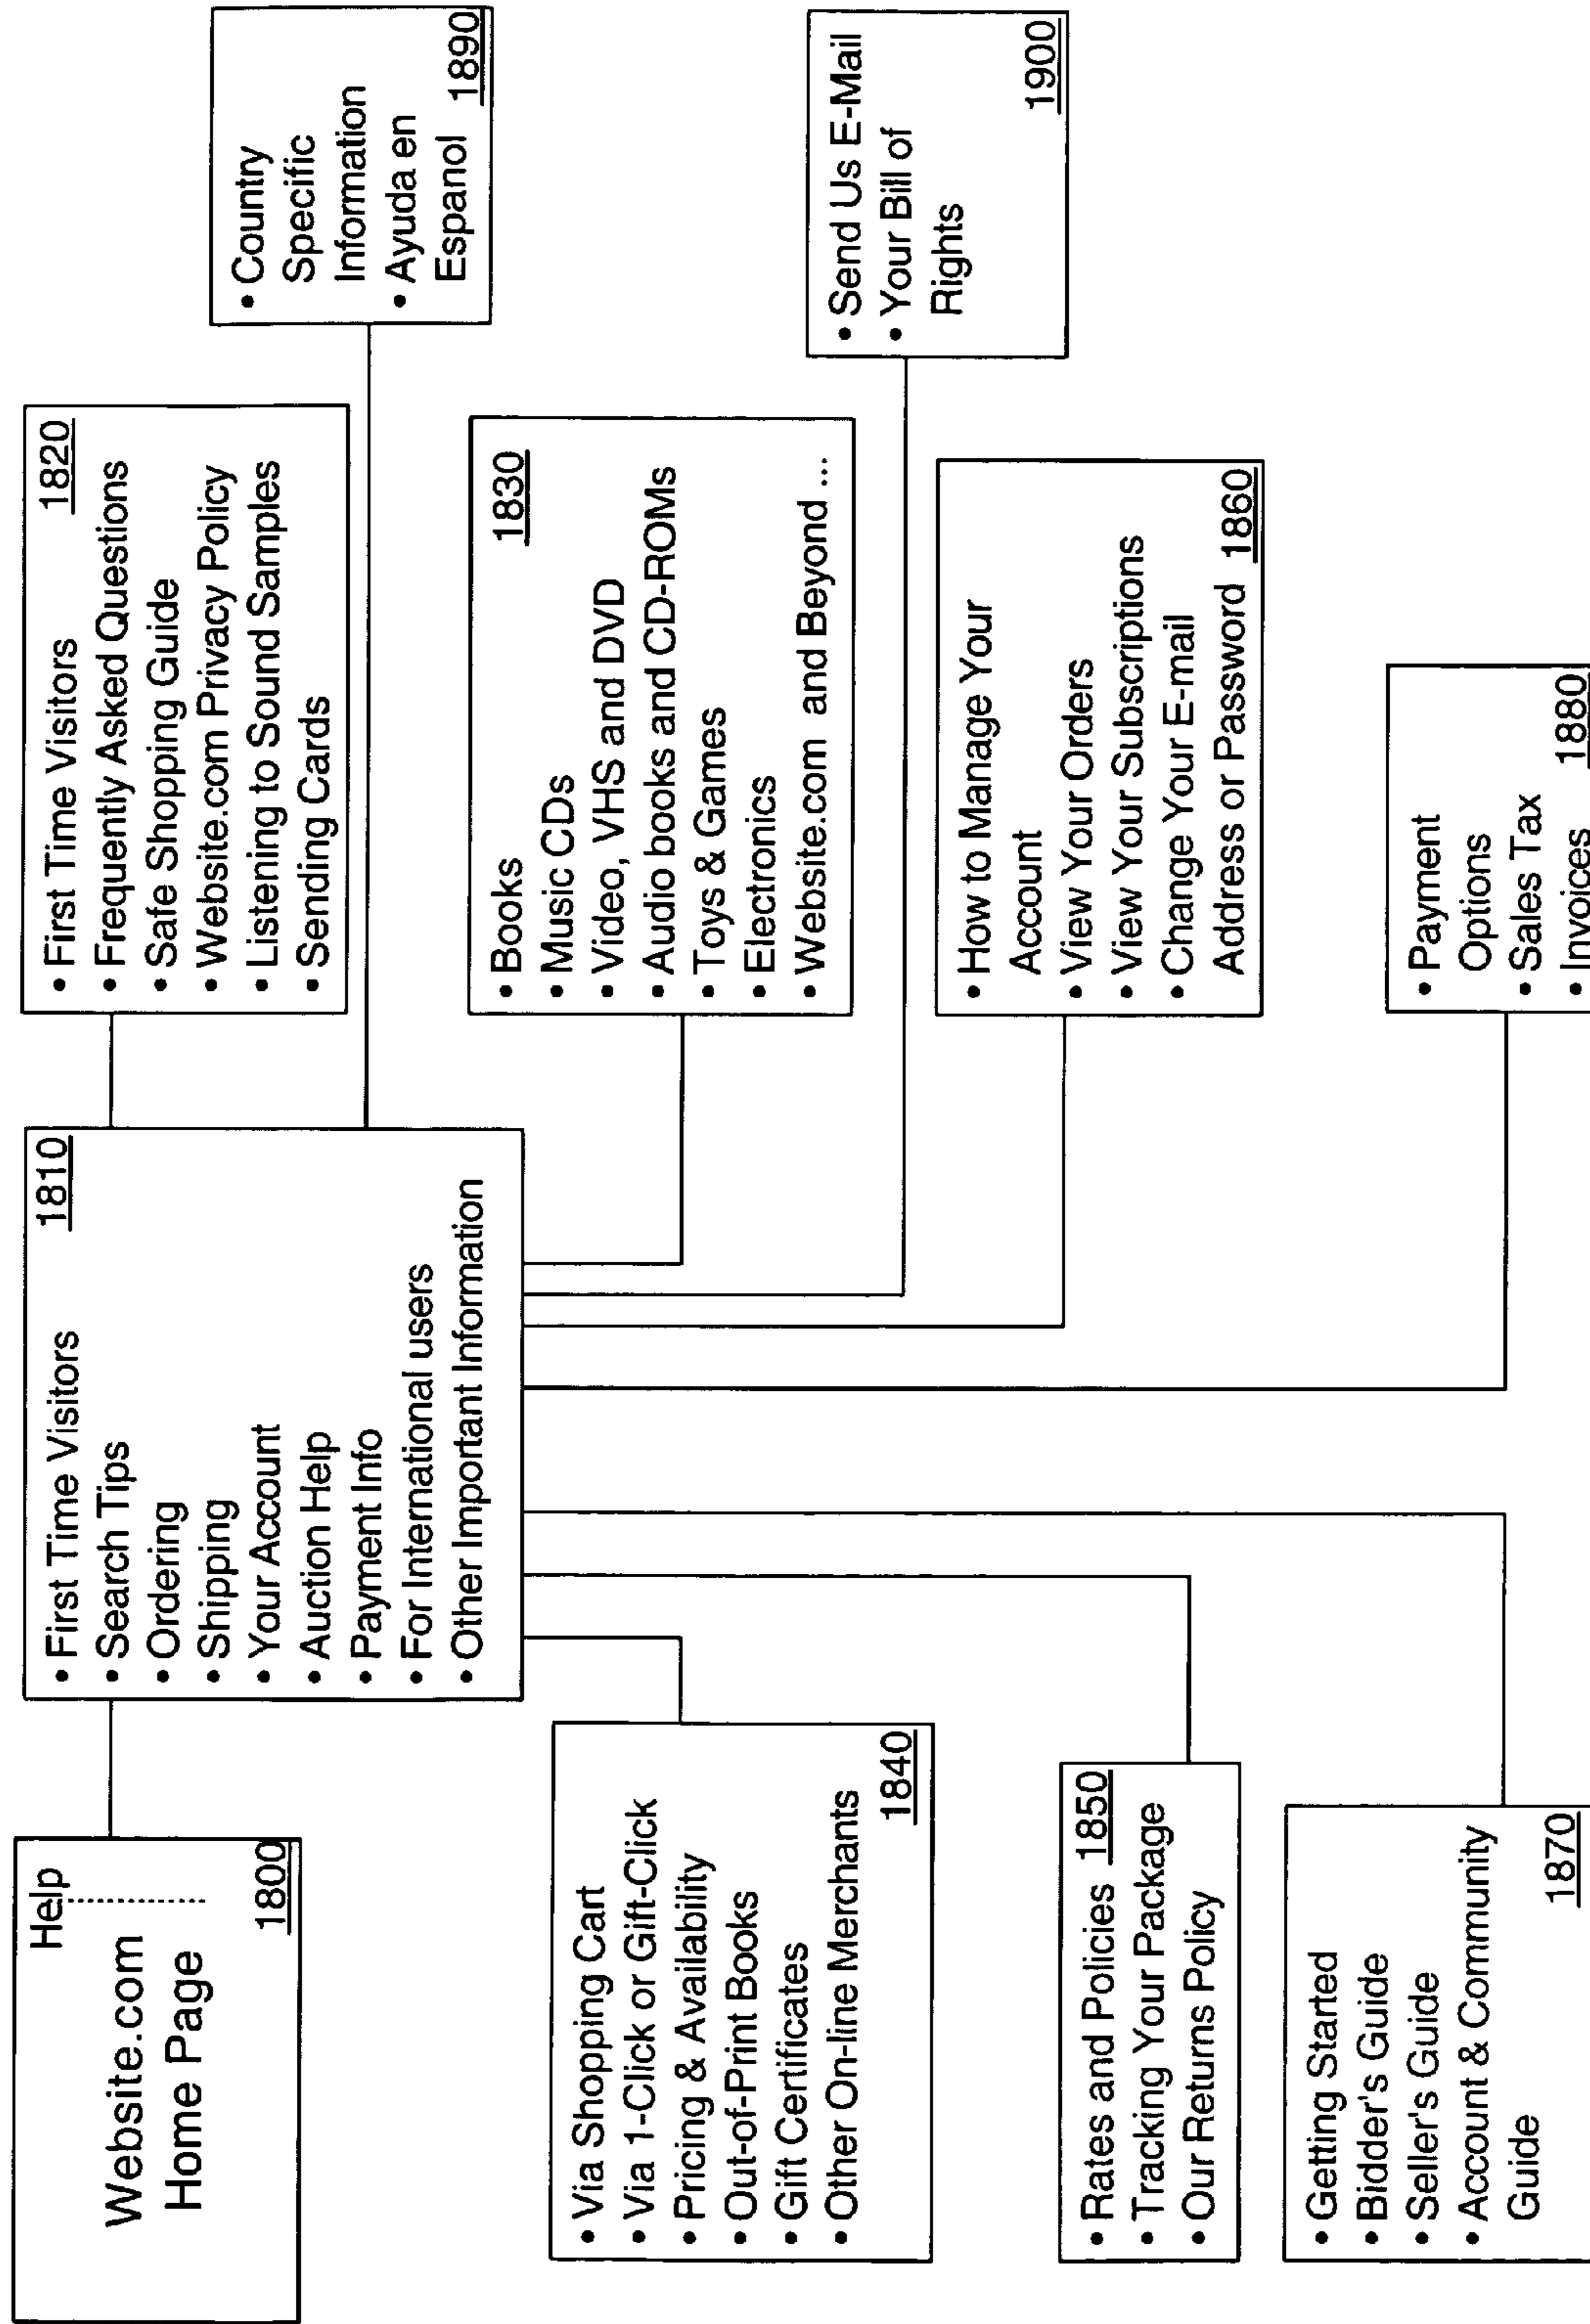 Help
Website.com
Home Page
1800
1810
• First Time Visitors
• Search Tips
• Ordering
• Shipping
• Your Account
• Auction Help
• Payment Info
• For International users
• Other Important Information
• First Time Visitors
1820
• Frequently Asked Questions
• Safe Shopping Guide
• Website.com Privacy Policy
• Listening to Sound Samples
• Sending Cards
• Country
Specific
Information
• Ayuda en
Espanol
1890
• Books
1830
• Music CDs
• Video, VHS and DVD
• Audio books and CD-ROMs
• Toys & Games
• Electronics
• Website.com and Beyond ...
• Via Shopping Cart
• Via 1-Click or Gift-Click
• Pricing & Availability
• Out-of-Print Books
• Gift Certificates
• Other On-line Merchants
1840
• Send Us E-Mail
• Your Bill of
Rights
1900
• How to Manage Your
Account
• View Your Orders
• View Your Subscriptions
• Change Your E-mail
Address or Password 1860
• Rates and Policies 1850
• Tracking Your Package
• Our Returns Policy
• Getting Started
• Bidder's Guide
• Seller's Guide
• Account & Community
Guide
1870
• Payment
Options
• Sales Tax
• Invoices 1880